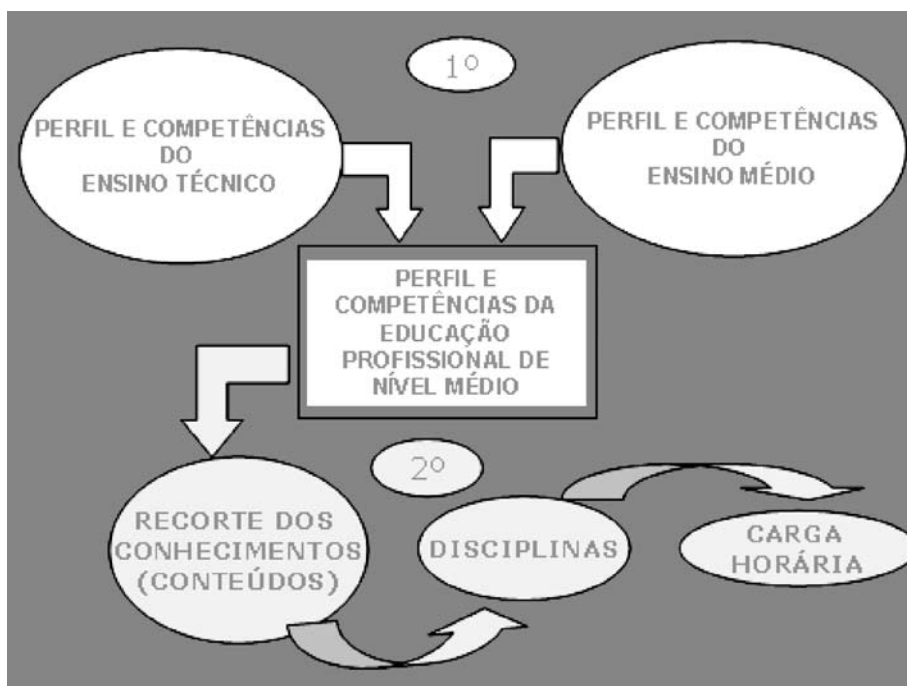 1º
PERFIL E COMPETÊNCIAS
DO
ENSINO TÉCNICO
PERFIL E COMPETÊNCIAS
DO
ENSINO MÉDIO
PERFIL E
COMPETÊNCIAS DA
EDUCAÇÃO
PROFISSIONAL DE
NÍVEL MÉDIO
2º
RECORTE DOS
CONHECIMENTOS
(CONTEÚDOS)
DISCIPLINAS
CARGA
HORÁRIA